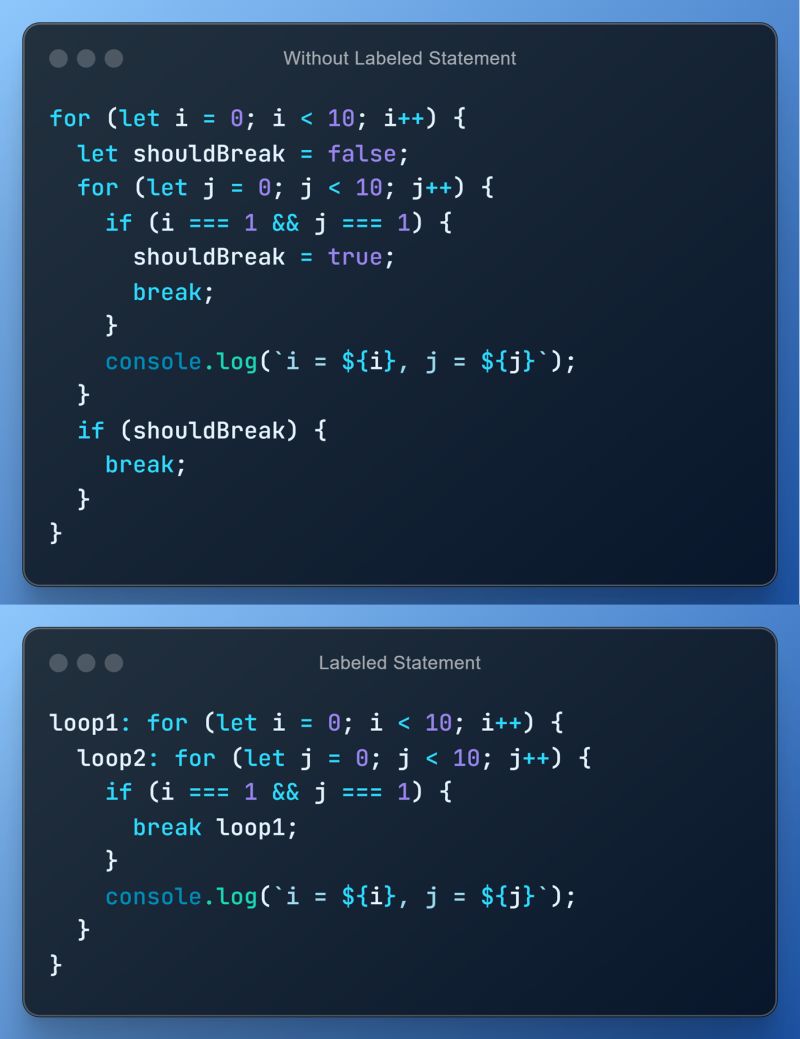 Without Labeled Statement
for (let i = 0; i < 10; i++) {
  let shouldBreak = false;
  for (let j = 0; j < 10; j++) {
    if (i === 1 && j === 1) {
      shouldBreak = true;
      break;
    }
    console.log(`i = ${i}, j = ${j}`);
  }
  if (shouldBreak) {
    break;
  }
}
Labeled Statement
loop1: for (let i = 0; i < 10; i++) {
  loop2: for (let j = 0; j < 10; j++) {
    if (i === 1 && j === 1) {
      break loop1;
    }
    console.log(`i = ${i}, j = ${j}`);
  }
}